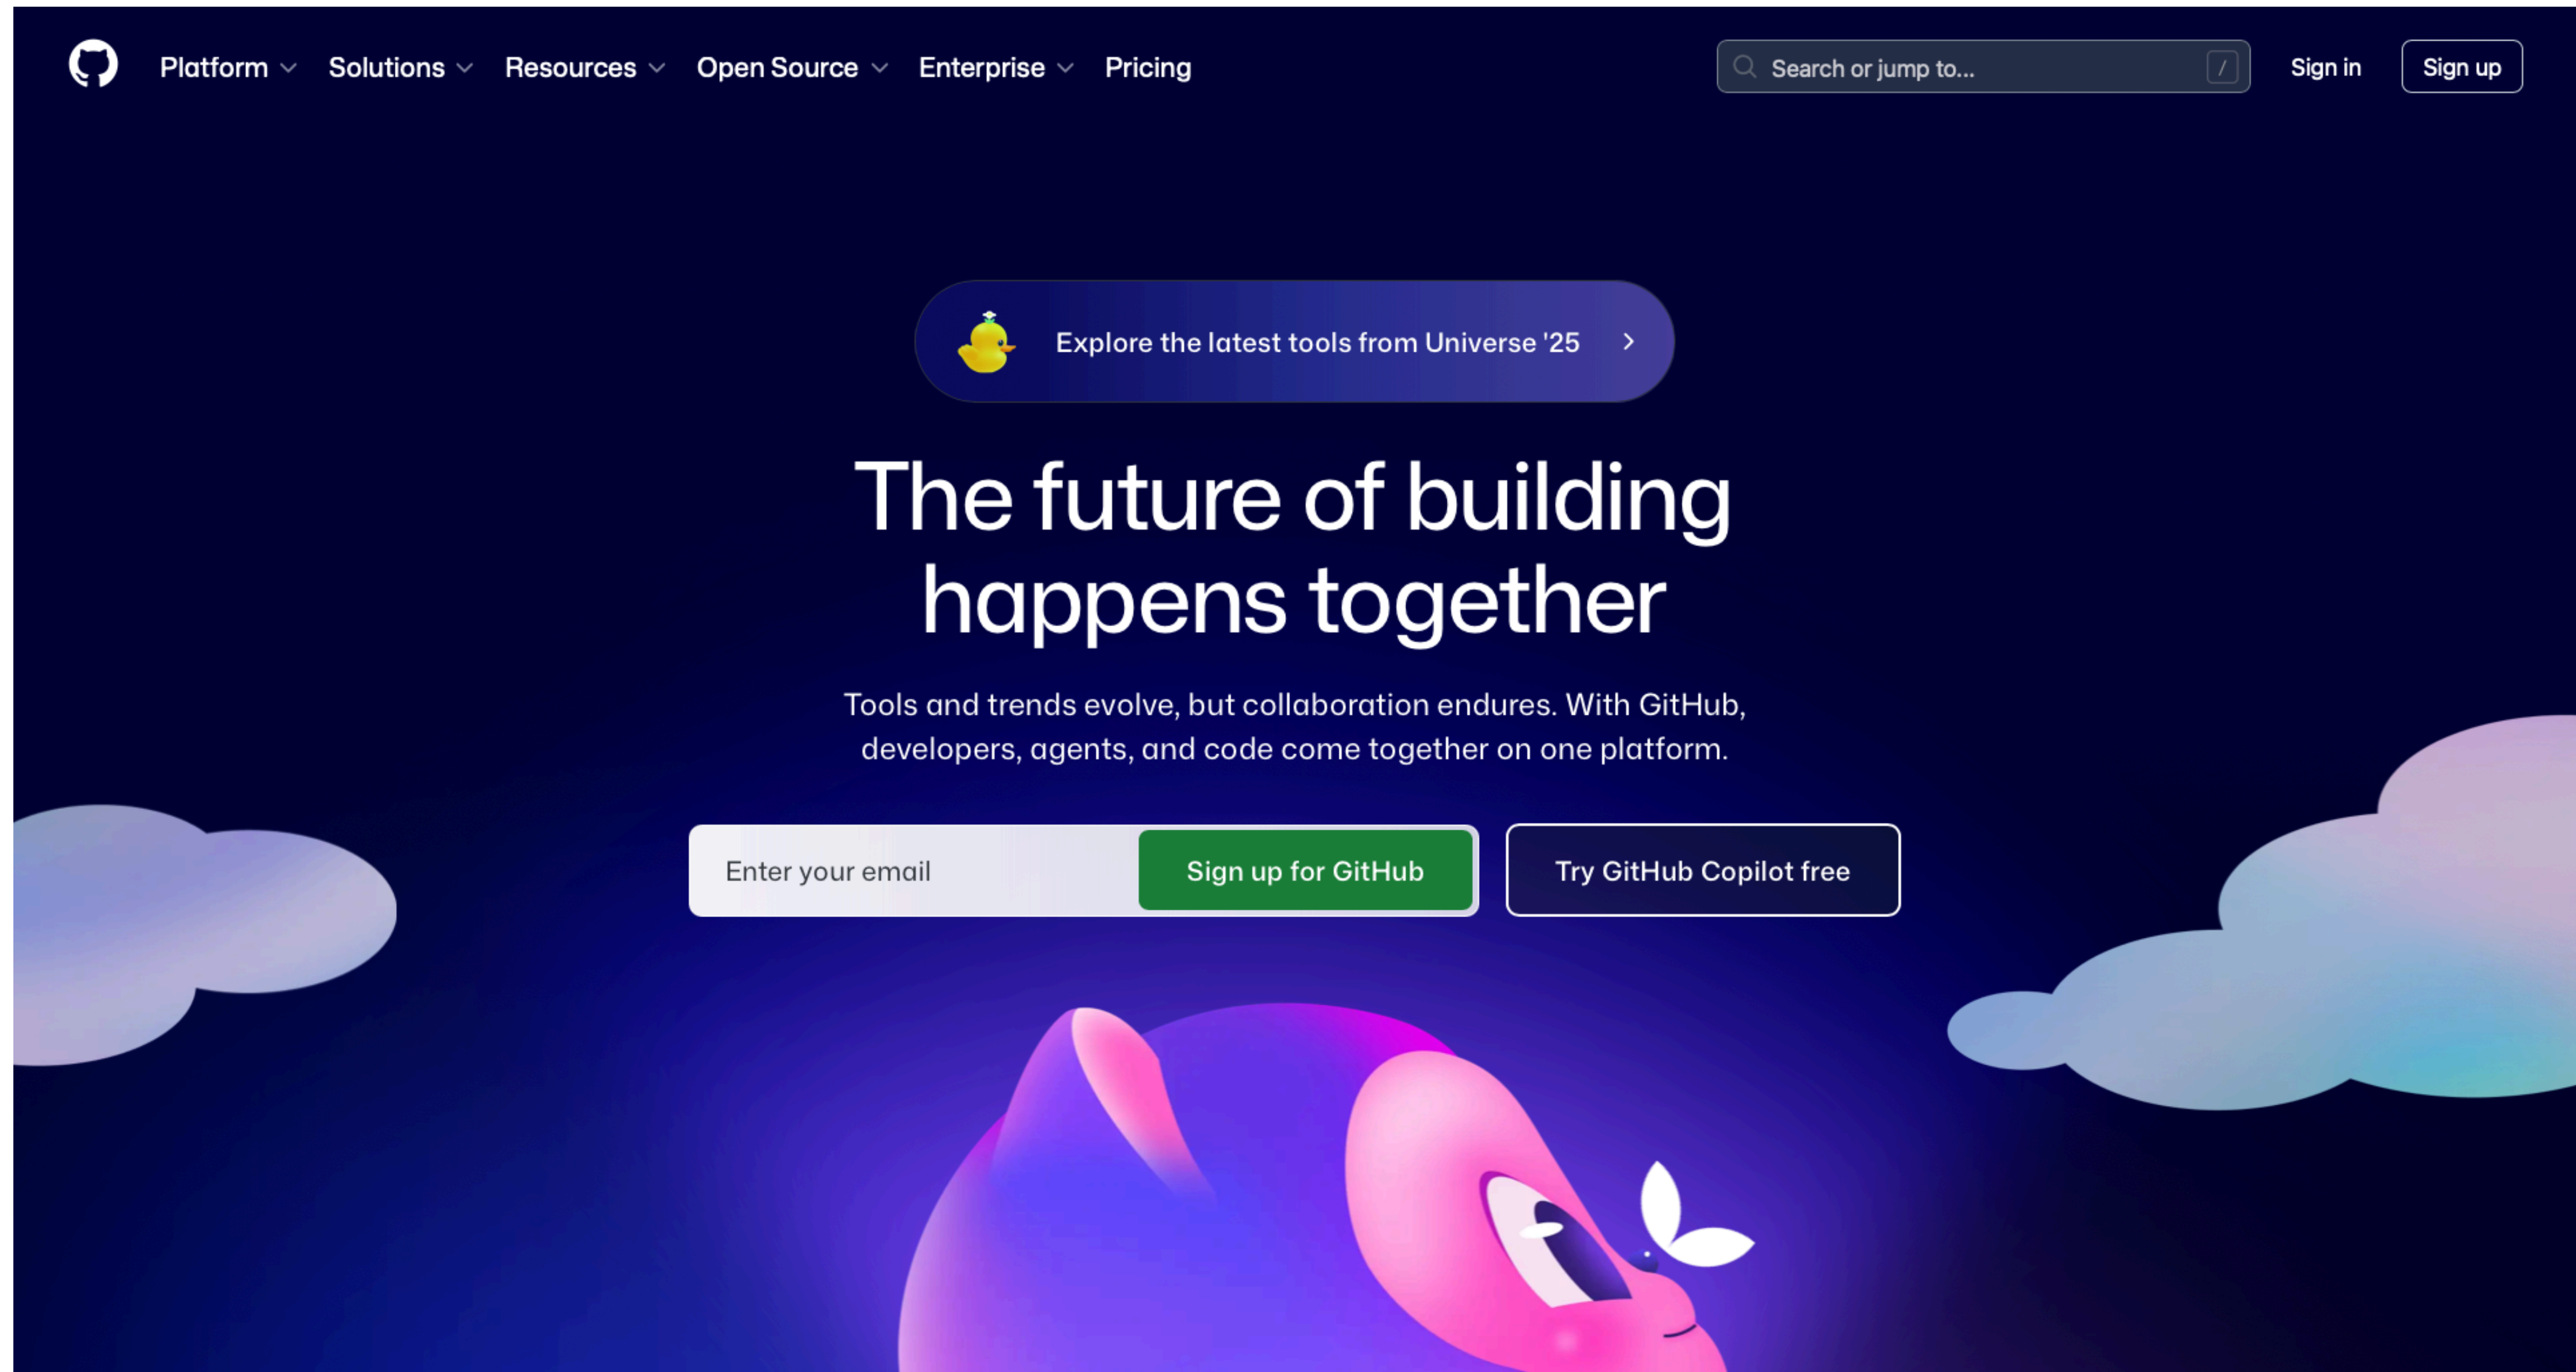 Platform Solutions Resources Open Source Enterprise Pricing Search or jump to... / Sign in Sign up
Explore the latest tools from Universe '25
The future of building
happens together
Tools and trends evolve, but collaboration endures. With GitHub,
developers, agents, and code come together on one platform.
Enter your email Sign up for GitHub Try GitHub Copilot free